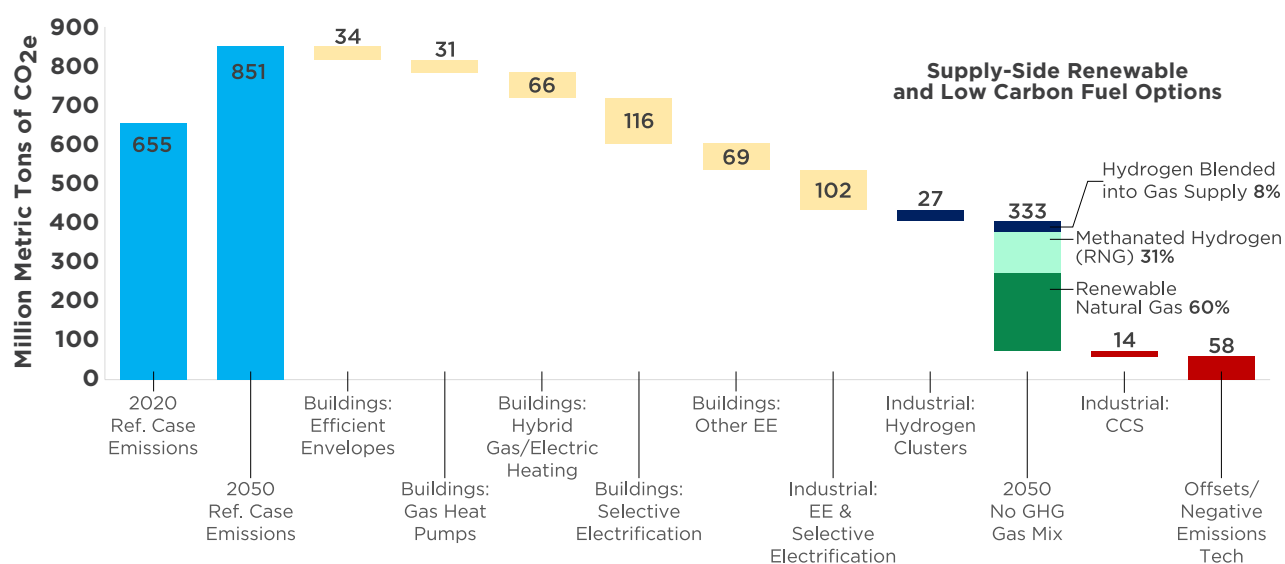 Million Metric Tons of CO2e
900
800
700
600
500
400
300
200
100
0
655
851
34
31
66
116
69
102
27
333
14
58
Supply-Side Renewable
and Low Carbon Fuel Options
Hydrogen Blended
into Gas Supply 8%
Methanated Hydrogen
(RNG) 31%
Renewable
Natural Gas 60%
2020
Ref. Case
Emissions
2050
Ref. Case
Emissions
Buildings:
Efficient
Envelopes
Buildings:
Gas Heat
Pumps
Buildings:
Hybrid
Gas/Electric
Heating
Buildings:
Selective
Electrification
Buildings:
Other EE
Industrial:
EE &
Selective
Electrification
Industrial:
Hydrogen
Clusters
2050
No GHG
Gas Mix
Industrial:
CCS
Offsets/
Negative
Emissions
Tech